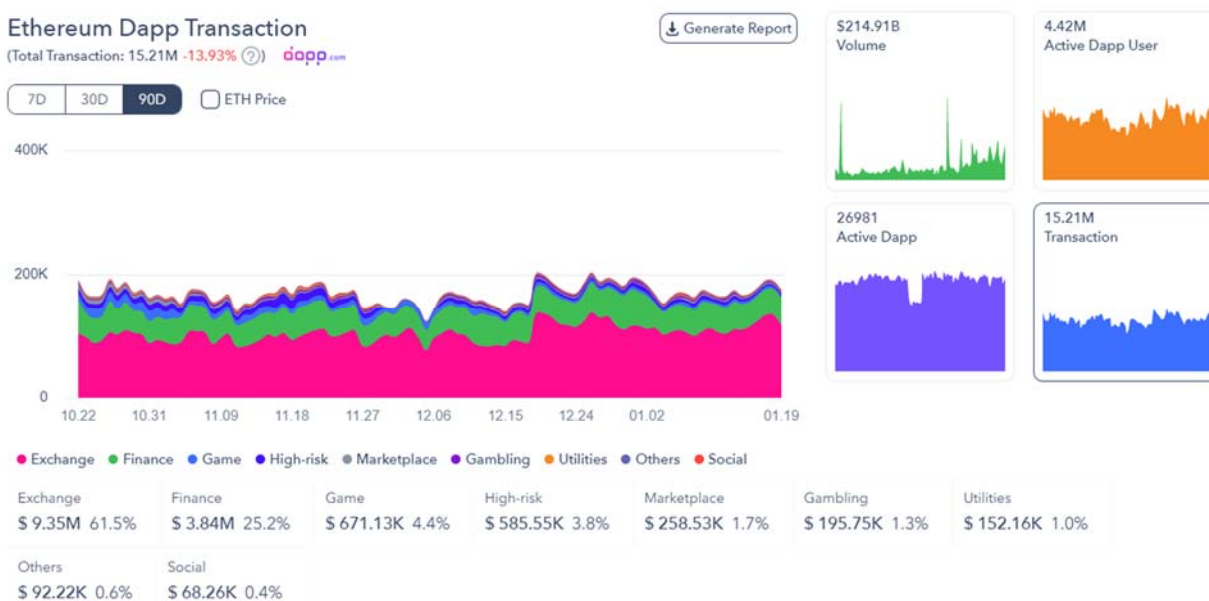 Ethereum Dapp Transaction
(Total Transaction: 15.21M -13.93% ?) dapp.com
Generate Report
7D 30D 90D ETH Price
400K
200K
0
10.22 10.31 11.09 11.18 11.27 12.06 12.15 12.24 01.02 01.19
Exchange Finance Game High-risk Marketplace Gambling Utilities Others Social
Exchange Finance Game High-risk Marketplace Gambling Utilities
$ 9.35M 61.5% $ 3.84M 25.2% $ 671.13K 4.4% $ 585.55K 3.8% $ 258.53K 1.7% $ 195.75K 1.3% $ 152.16K 1.0%
Others Social
$ 92.22K 0.6% $ 68.26K 0.4%
$214.91B
Volume
4.42M
Active Dapp User
26981
Active Dapp
15.21M
Transaction